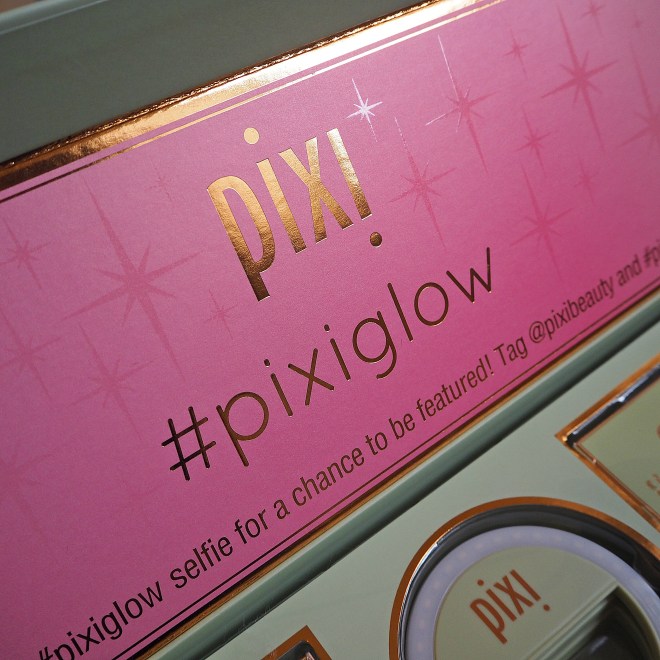 pixi
#pixiglow
#pixiglow selfie for a chance to be featured! Tag @pixibeauty and
pixi